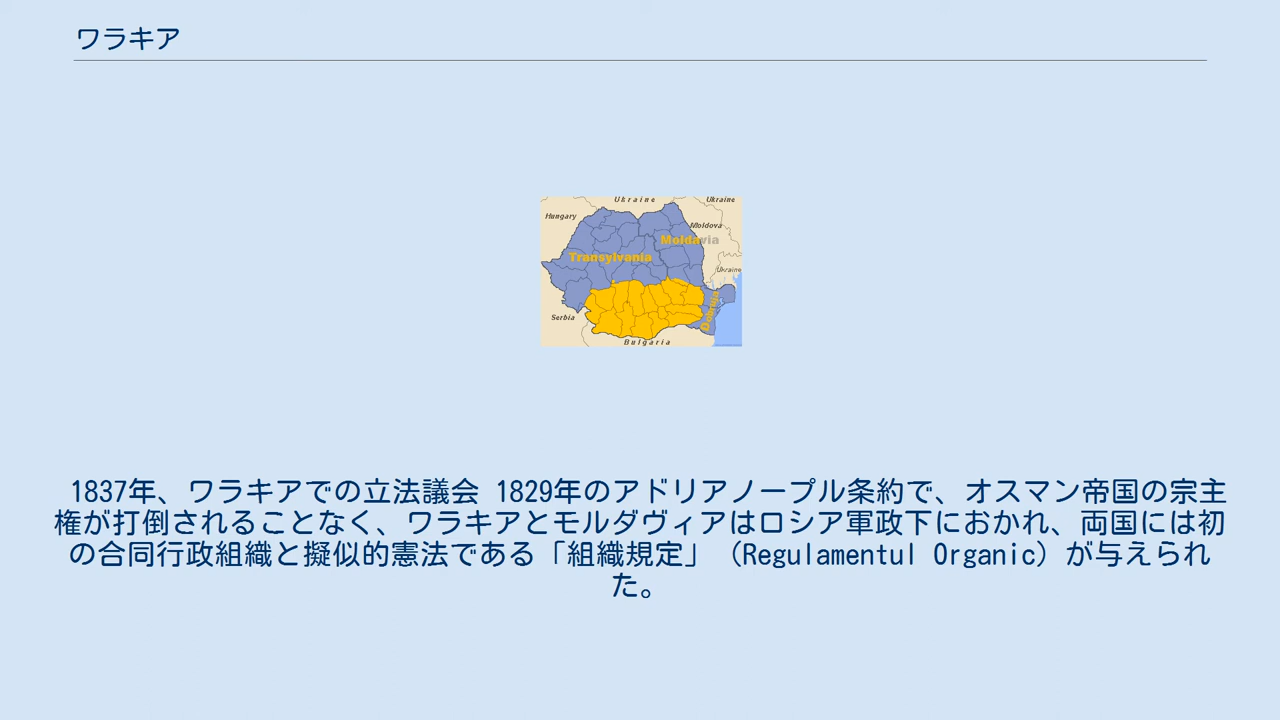 ワラキア
Ukraine
Ukraine
Hungary
Moldova
Moldavia
Transylvania
Ukraine
Dobruja
Serbia
Bulgaria
1837年、ワラキアでの立法議会 1829年のアドリアノープル条約で、オスマン帝国の宗主
権が打倒されることなく、ワラキアとモルダヴィアはロシア軍政下におかれ、両国には初
の合同行政組織と擬似的憲法である「組織規定」（Regulamentul Organic）が与えられ
た。